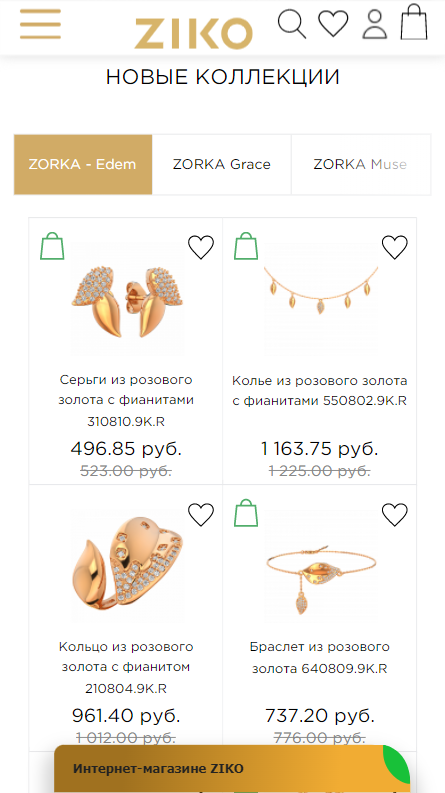 ZIKO
НОВЫЕ КОЛЛЕКЦИИ
ZORKA - Edem
ZORKA Grace
ZORKA Muse
Серьги из розового
золота с фианитами
310810.9K.R
496.85 руб.
523.00 руб.
Колье из розового золота
с фианитами 550802.9K.R
1 163.75 руб.
1 225.00 руб.
Кольцо из розового
золота с фианитом
210804.9K.R
961.40 руб.
1 012.00 руб.
Браслет из розового
золота 640809.9K.R
737.20 руб.
776.00 руб.
Интернет-магазине ZIKO